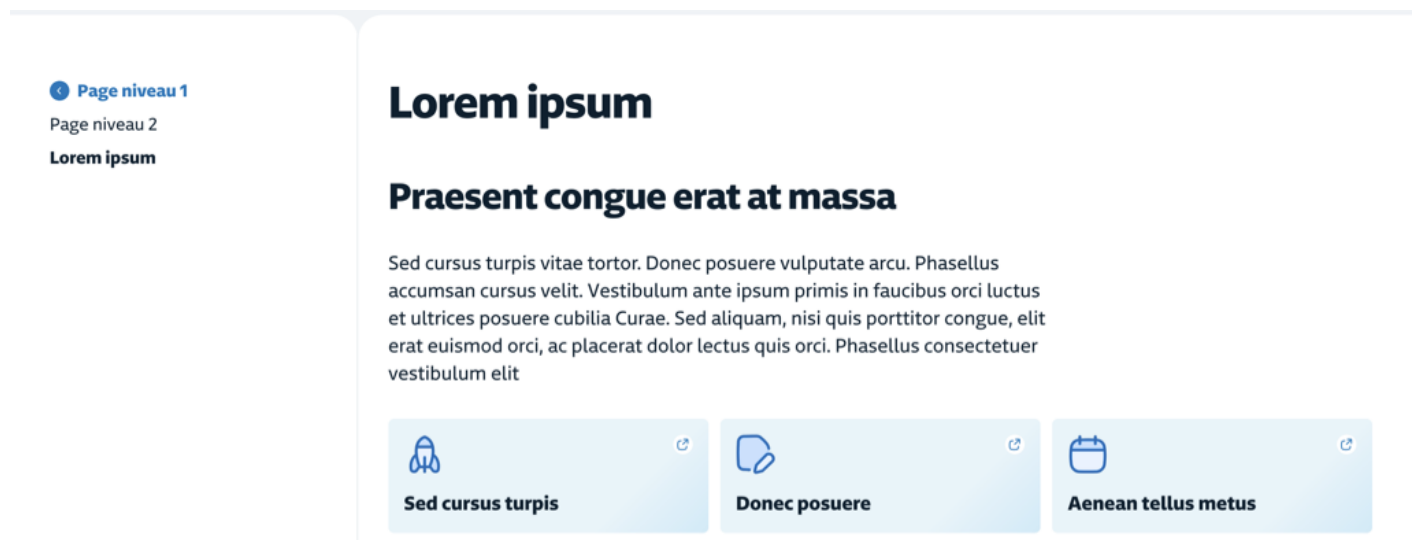 Page niveau 1
Page niveau 2
Lorem ipsum
Lorem ipsum
Praesent congue erat at massa
Sed cursus turpis vitae tortor. Donec posuere vulputate arcu. Phasellus
accumsan cursus velit. Vestibulum ante ipsum primis in faucibus orci luctus
et ultrices posuere cubilia Curae. Sed aliquam, nisi quis porttitor congue, elit
erat euismod orci, ac placerat dolor lectus quis orci. Phasellus consectetuer
vestibulum elit
Sed cursus turpis
Donec posuere
Aenean tellus metus